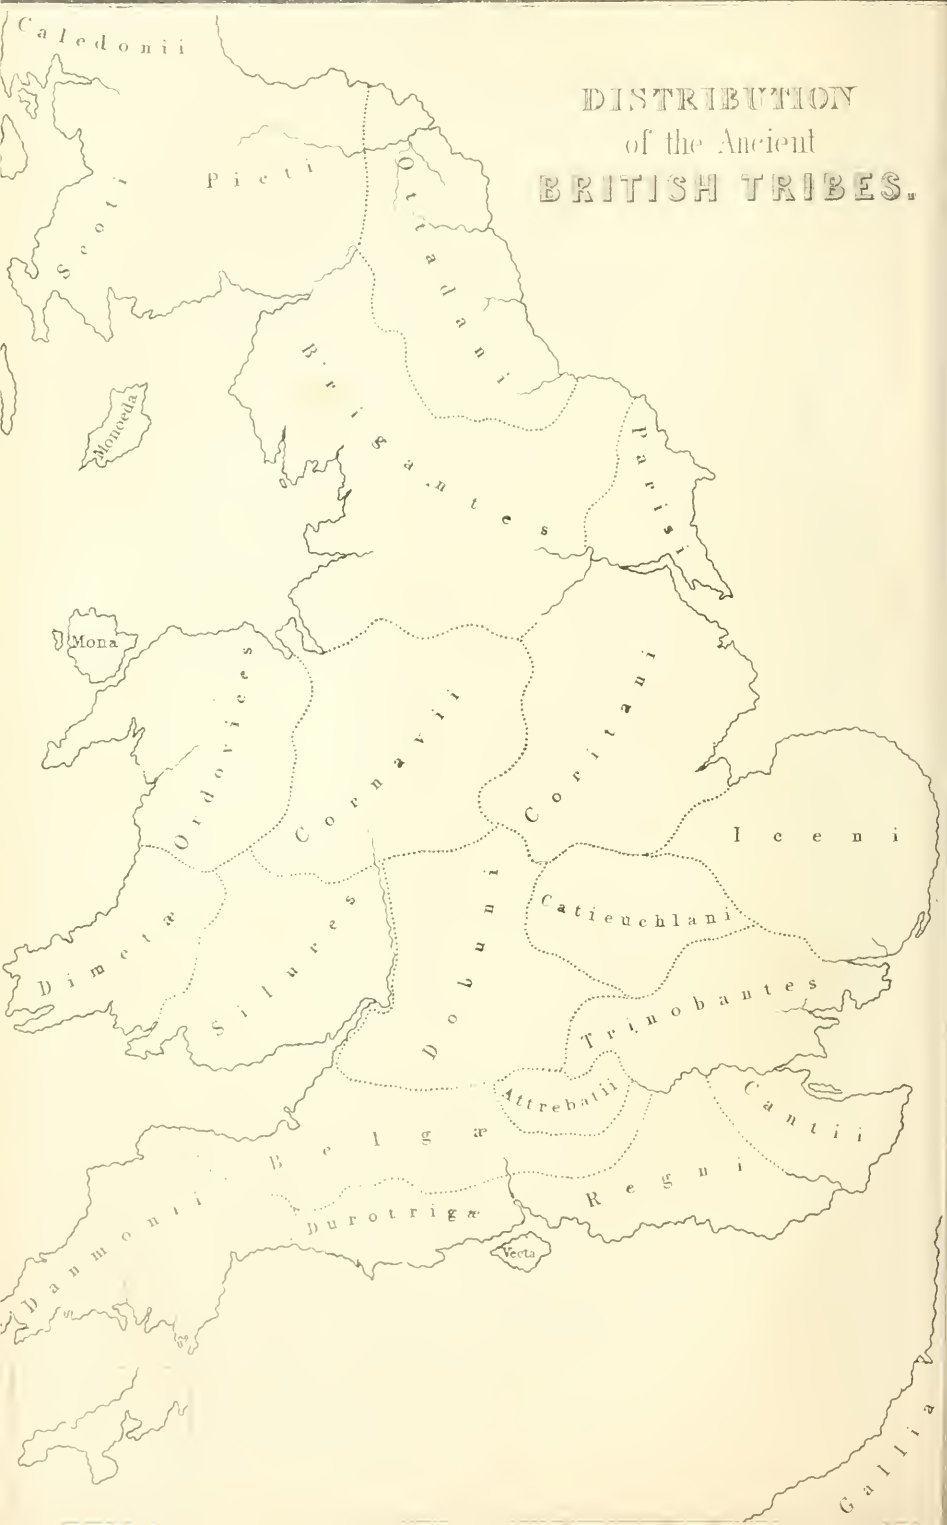 Caledonii
DISTRIBUTION
of the Ancient
BRITISH TRIBES.
Picti
Scoti
Ottadani
Brigantes
Monoeda
Parisi
Mona
Ordovices
Cornavii
Coritani
Iceni
Dimetæ
Silures
Dobuni
Catieuchlani
Trinobantes
Attrebatii
Cantii
Belgæ
Regni
Durotrigæ
Danmonii
Vecta
Gallia